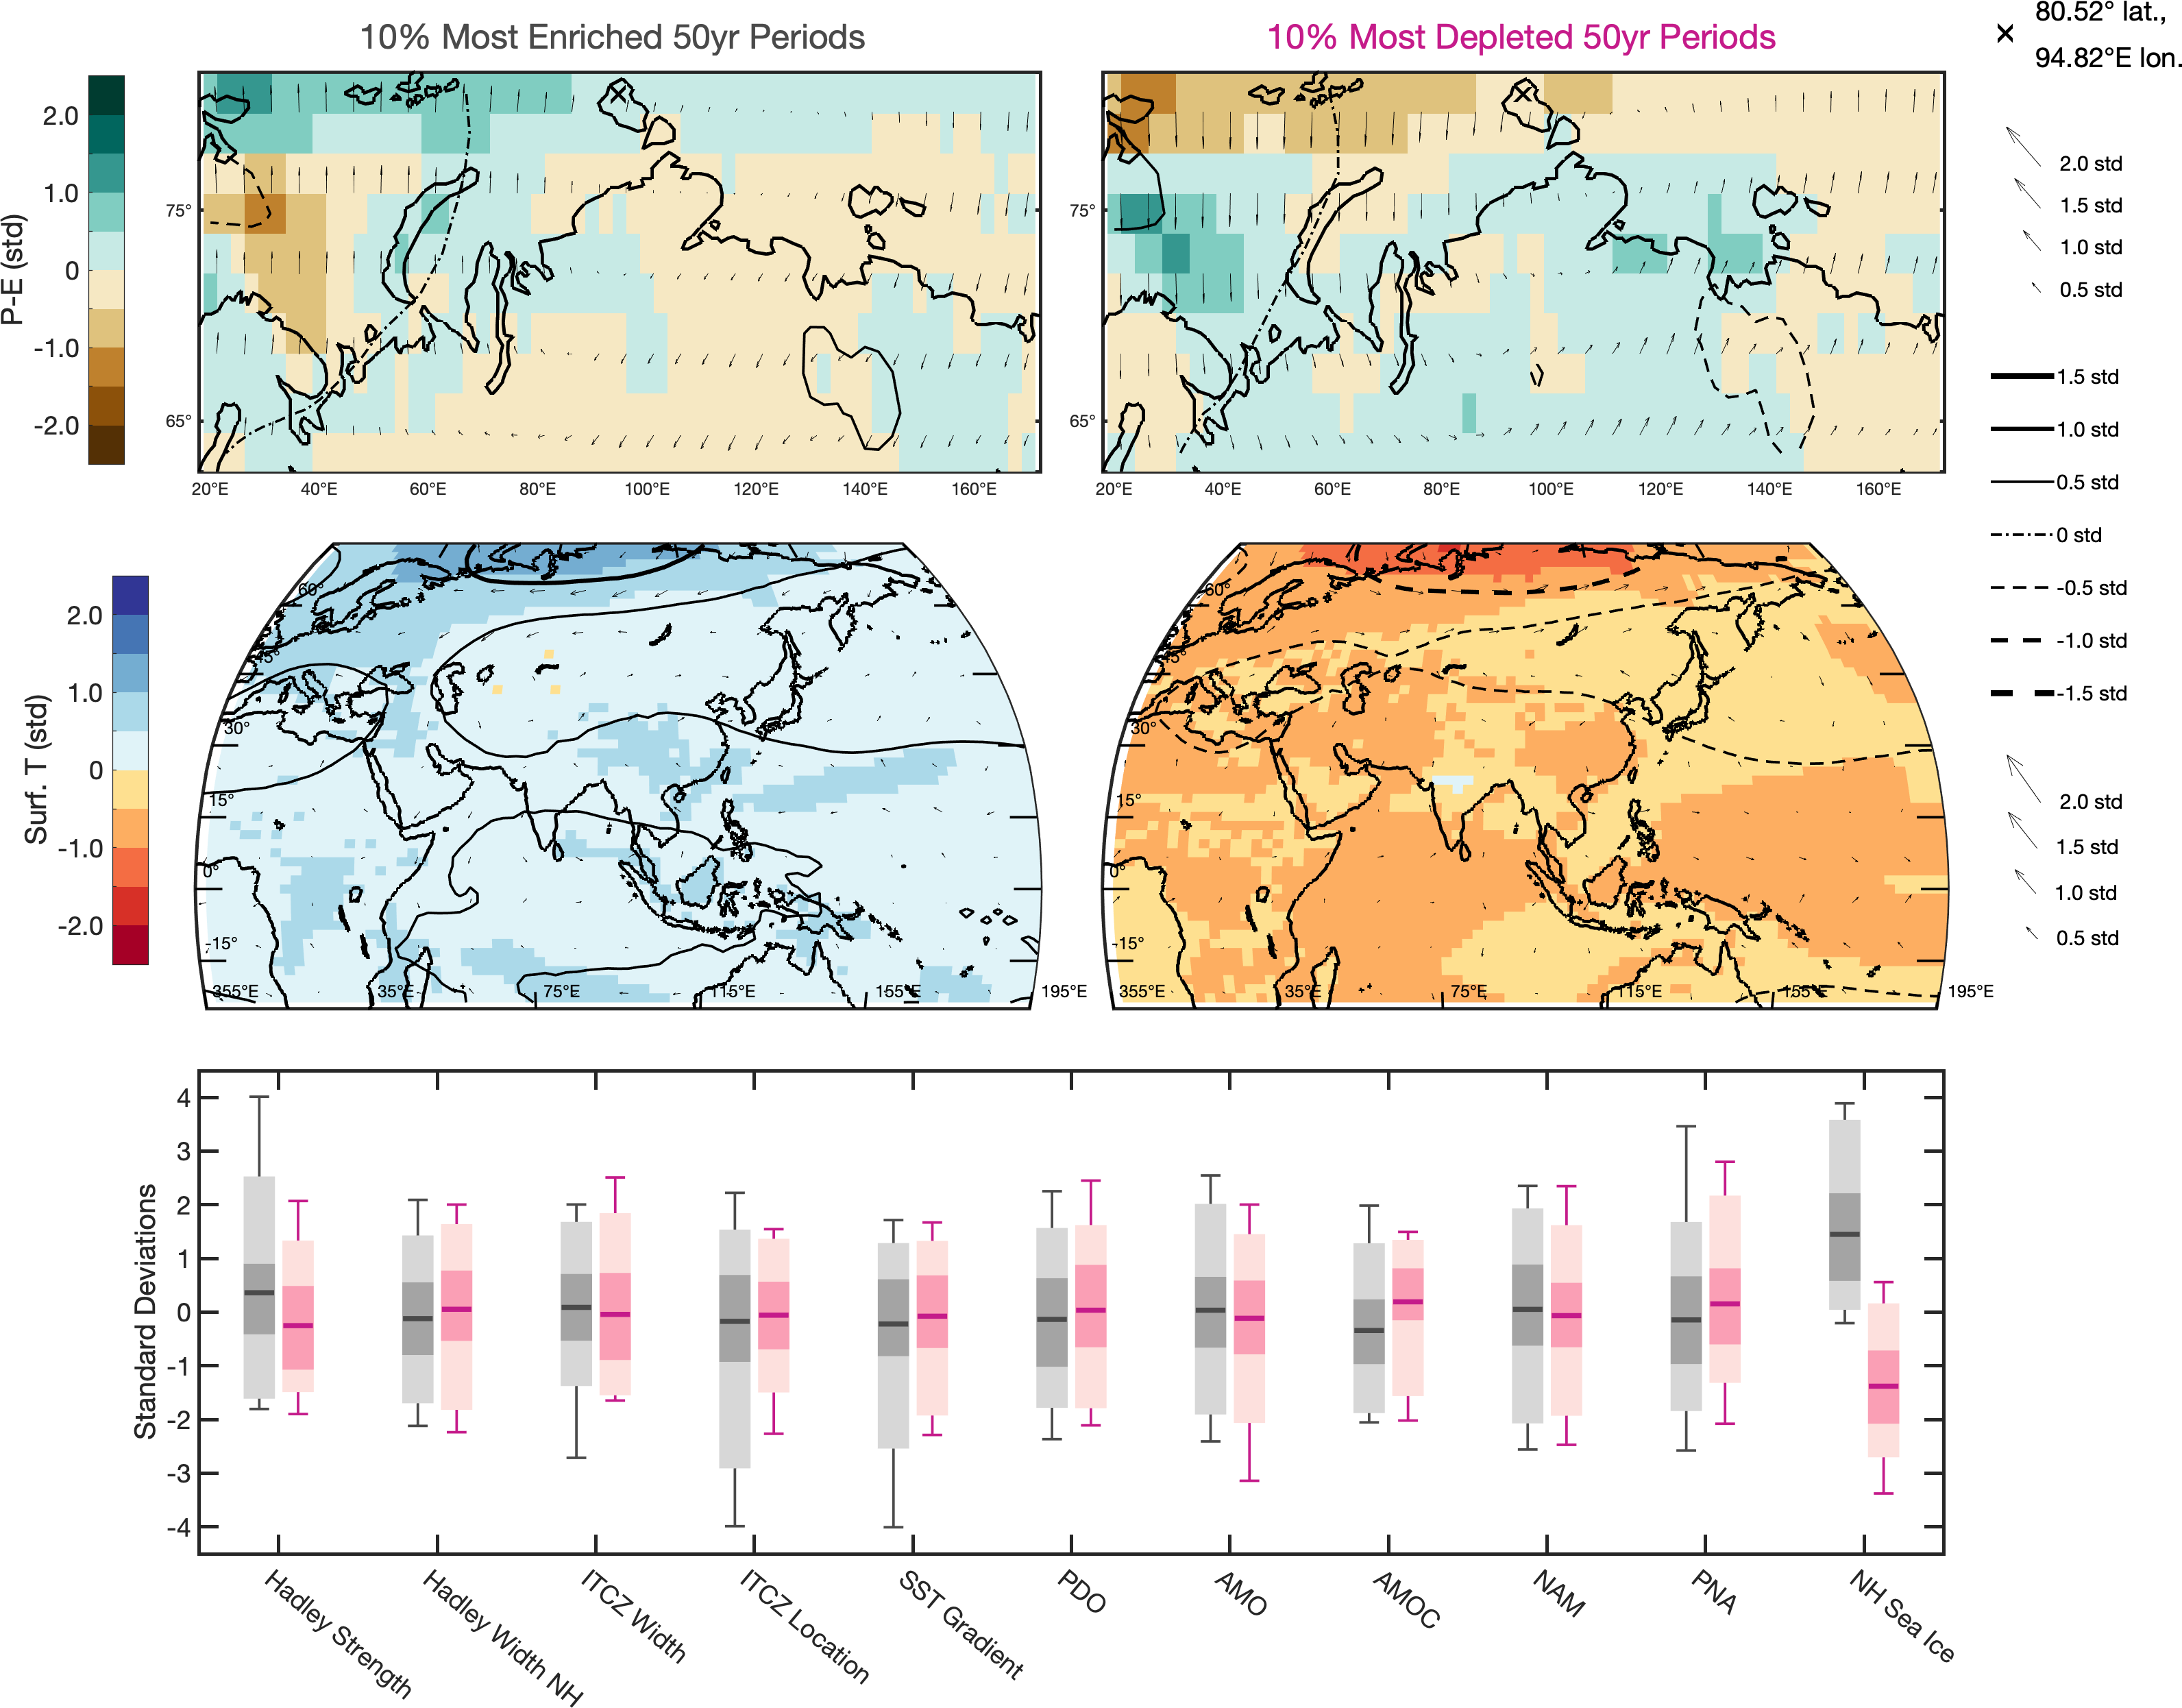 10% Most Enriched 50yr Periods
10% Most Depleted 50yr Periods
80.52° lat.,
94.82°E lon.
P-E (std)
2.0
1.0
0
-1.0
-2.0
75°
65°
20°E 40°E 60°E 80°E 100°E 120°E 140°E 160°E
75°
65°
20°E 40°E 60°E 80°E 100°E 120°E 140°E 160°E
2.0 std
1.5 std
1.0 std
0.5 std
1.5 std
1.0 std
0.5 std
0 std
-0.5 std
-1.0 std
-1.5 std
Surf. T (std)
2.0
1.0
0
-1.0
-2.0
60°
45°
30°
15°
0°
-15°
355°E 35°E 75°E 115°E 155°E 195°E
60°
45°
30°
15°
0°
-15°
355°E 35°E 75°E 115°E 155°E 195°E
2.0 std
1.5 std
1.0 std
0.5 std
Standard Deviations
4
3
2
1
0
-1
-2
-3
-4
Hadley Strength
Hadley Width NH
ITCZ Width
ITCZ Location
SST Gradient
PDO
AMO
AMOC
NAM
PNA
NH Sea Ice